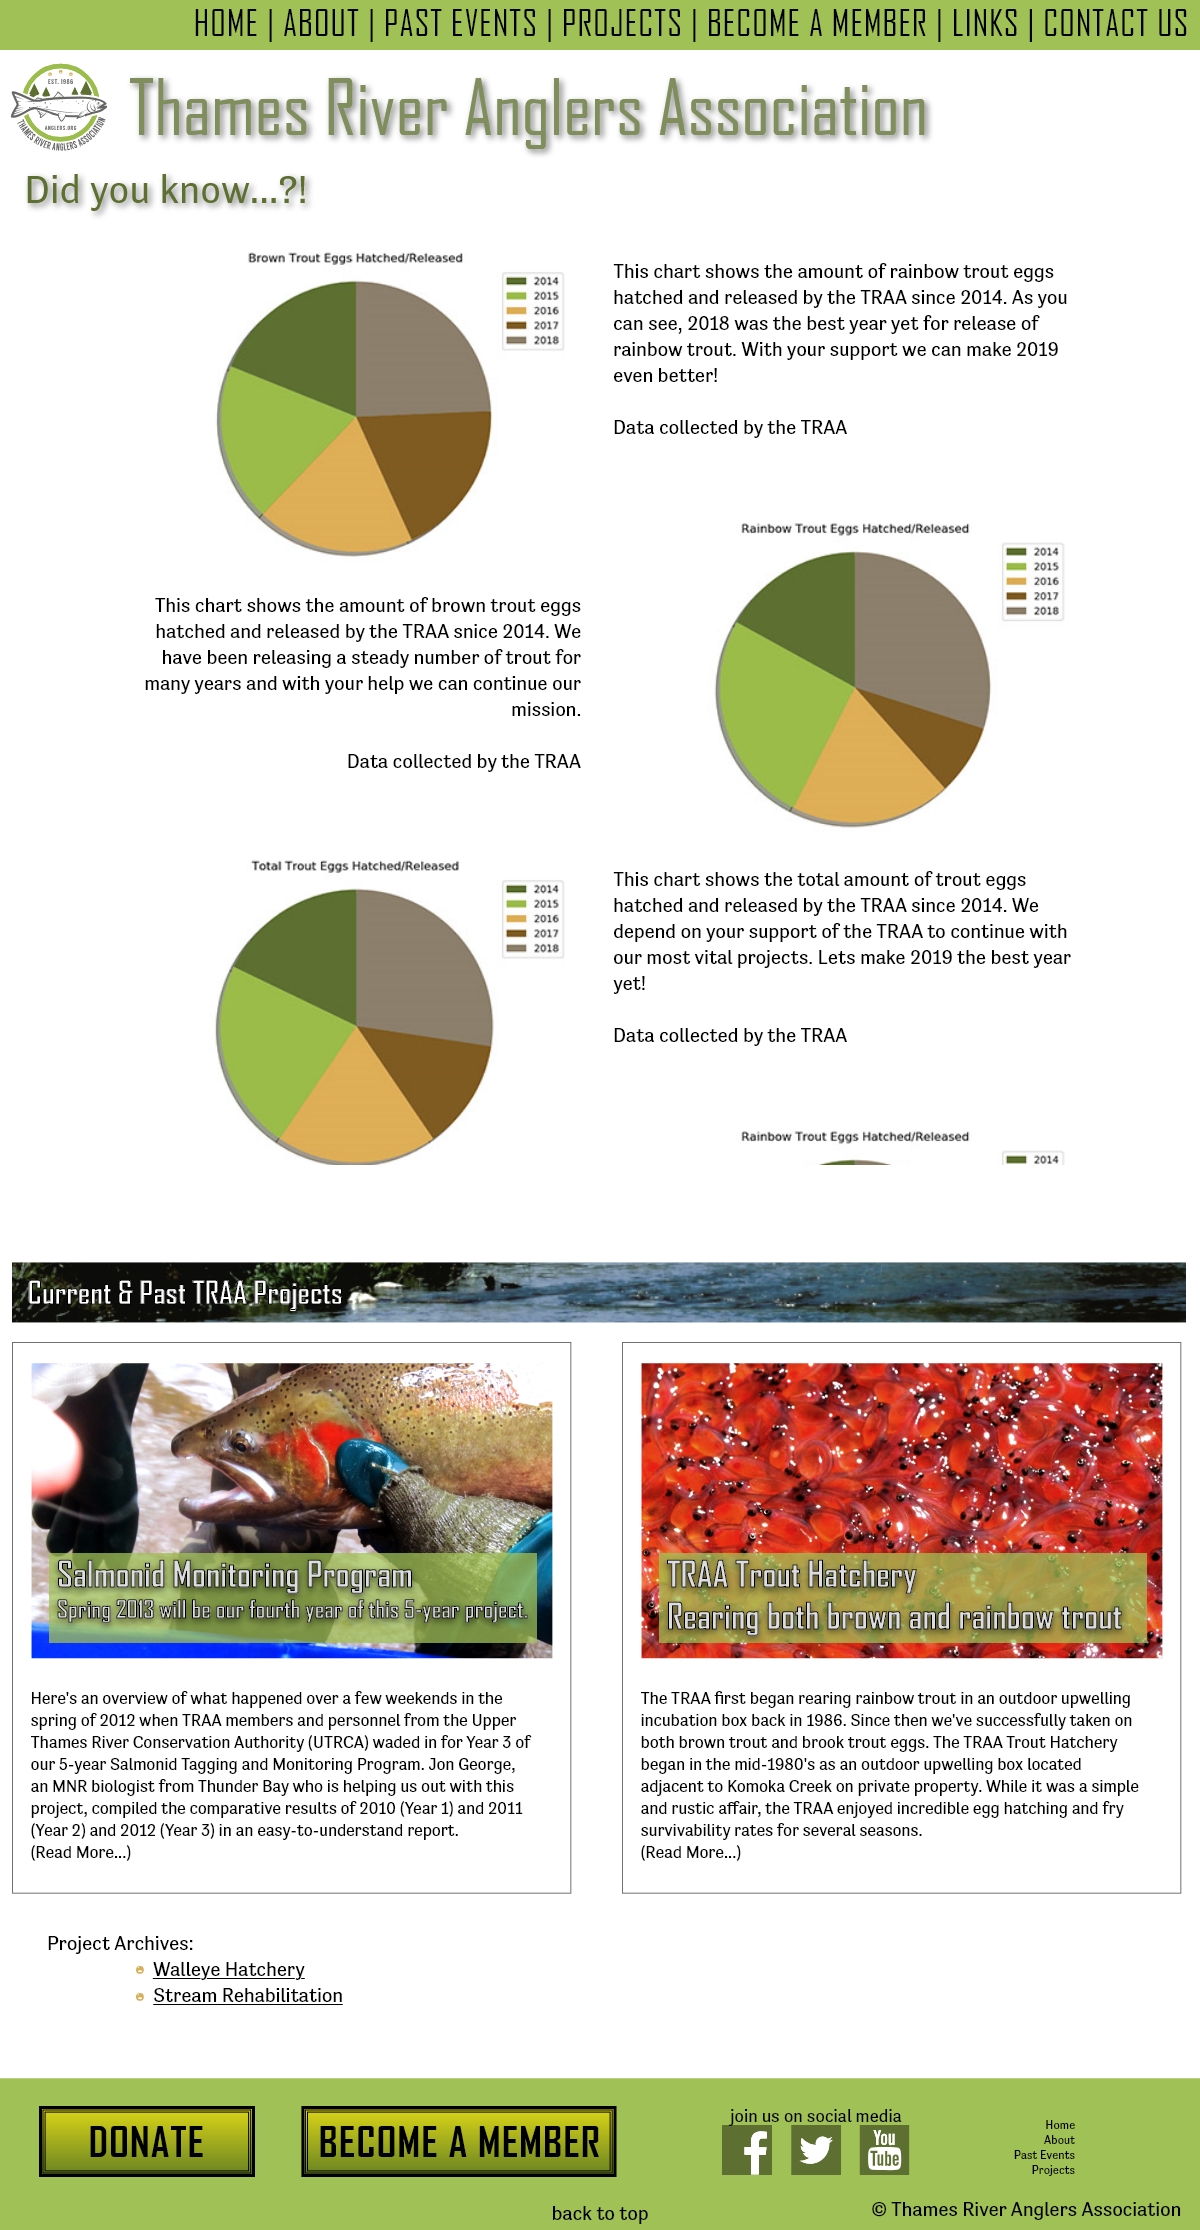 HOME | ABOUT | PAST EVENTS | PROJECTS | BECOME A MEMBER | LINKS | CONTACT US
EST. 1986
ANGLERS.ORG
THAMES RIVER ANGLERS ASSOCIATION
Thames River Anglers Association
Did you know...?!
Brown Trout Eggs Hatched/Released
2014
2015
2016
2017
2018
This chart shows the amount of rainbow trout eggs
hatched and released by the TRAA since 2014. As you
can see, 2018 was the best year yet for release of
rainbow trout. With your support we can make 2019
even better!
Data collected by the TRAA
This chart shows the amount of brown trout eggs
hatched and released by the TRAA snice 2014. We
have been releasing a steady number of trout for
many years and with your help we can continue our
mission.
Data collected by the TRAA
Rainbow Trout Eggs Hatched/Released
2014
2015
2016
2017
2018
Total Trout Eggs Hatched/Released
2014
2015
2016
2017
2018
This chart shows the total amount of trout eggs
hatched and released by the TRAA since 2014. We
depend on your support of the TRAA to continue with
our most vital projects. Lets make 2019 the best year
yet!
Data collected by the TRAA
Rainbow Trout Eggs Hatched/Released
2014
Current & Past TRAA Projects
Salmonid Monitoring Program
Spring 2013 will be our fourth year of this 5-year project.
Here's an overview of what happened over a few weekends in the
spring of 2012 when TRAA members and personnel from the Upper
Thames River Conservation Authority (UTRCA) waded in for Year 3 of
our 5-year Salmonid Tagging and Monitoring Program. Jon George,
an MNR biologist from Thunder Bay who is helping us out with this
project, compiled the comparative results of 2010 (Year 1) and 2011
(Year 2) and 2012 (Year 3) in an easy-to-understand report.
(Read More...)
TRAA Trout Hatchery
Rearing both brown and rainbow trout
The TRAA first began rearing rainbow trout in an outdoor upwelling
incubation box back in 1986. Since then we've successfully taken on
both brown trout and brook trout eggs. The TRAA Trout Hatchery
began in the mid-1980's as an outdoor upwelling box located
adjacent to Komoka Creek on private property. While it was a simple
and rustic affair, the TRAA enjoyed incredible egg hatching and fry
survivability rates for several seasons.
(Read More...)
Project Archives:
Walleye Hatchery
Stream Rehabilitation
DONATE
BECOME A MEMBER
join us on social media
You
Tube
Home
About
Past Events
Projects
back to top
© Thames River Anglers Association